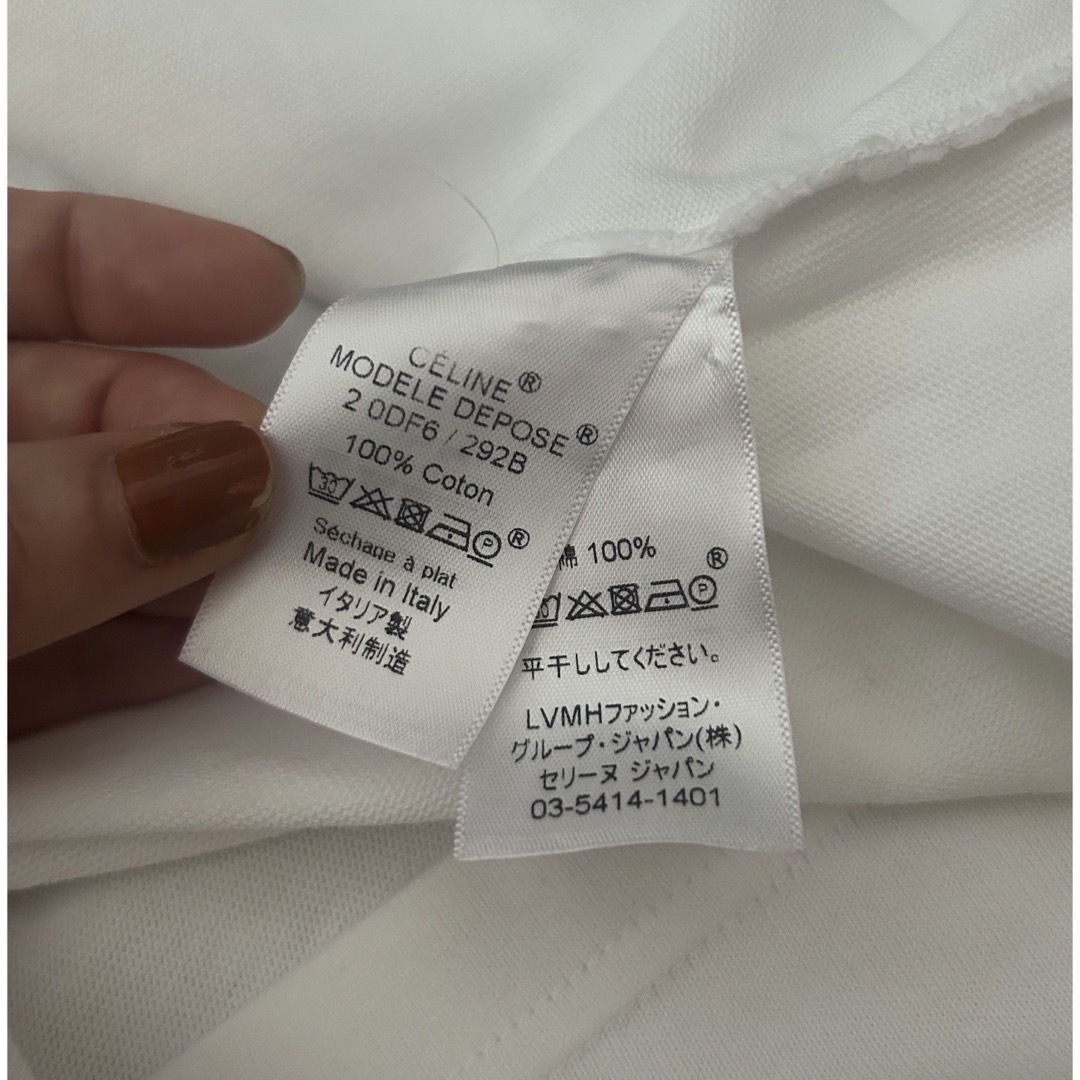 CÉLINE®
MODELE DEPOSE®
2 0DF6 / 292B
100% Coton
30 P ®
Séchage à plat
Made in Italy
イタリア製
意大利制造
綿 100%
P ®
平干ししてください。
LVMHファッション・
グループ・ジャパン(株)
セリーヌ ジャパン
03-5414-1401